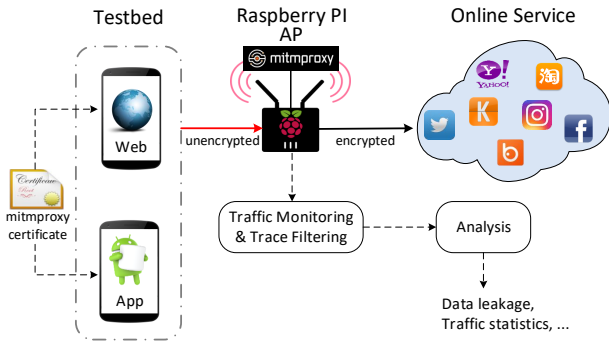 Testbed
Raspberry PI
AP
Online Service
mitmproxy
YAHOO!
淘
K
Web
unencrypted
encrypted
Certificate
mitmproxy
certificate
Traffic Monitoring
& Trace Filtering
Analysis
App
Data leakage,
Traffic statistics, ...